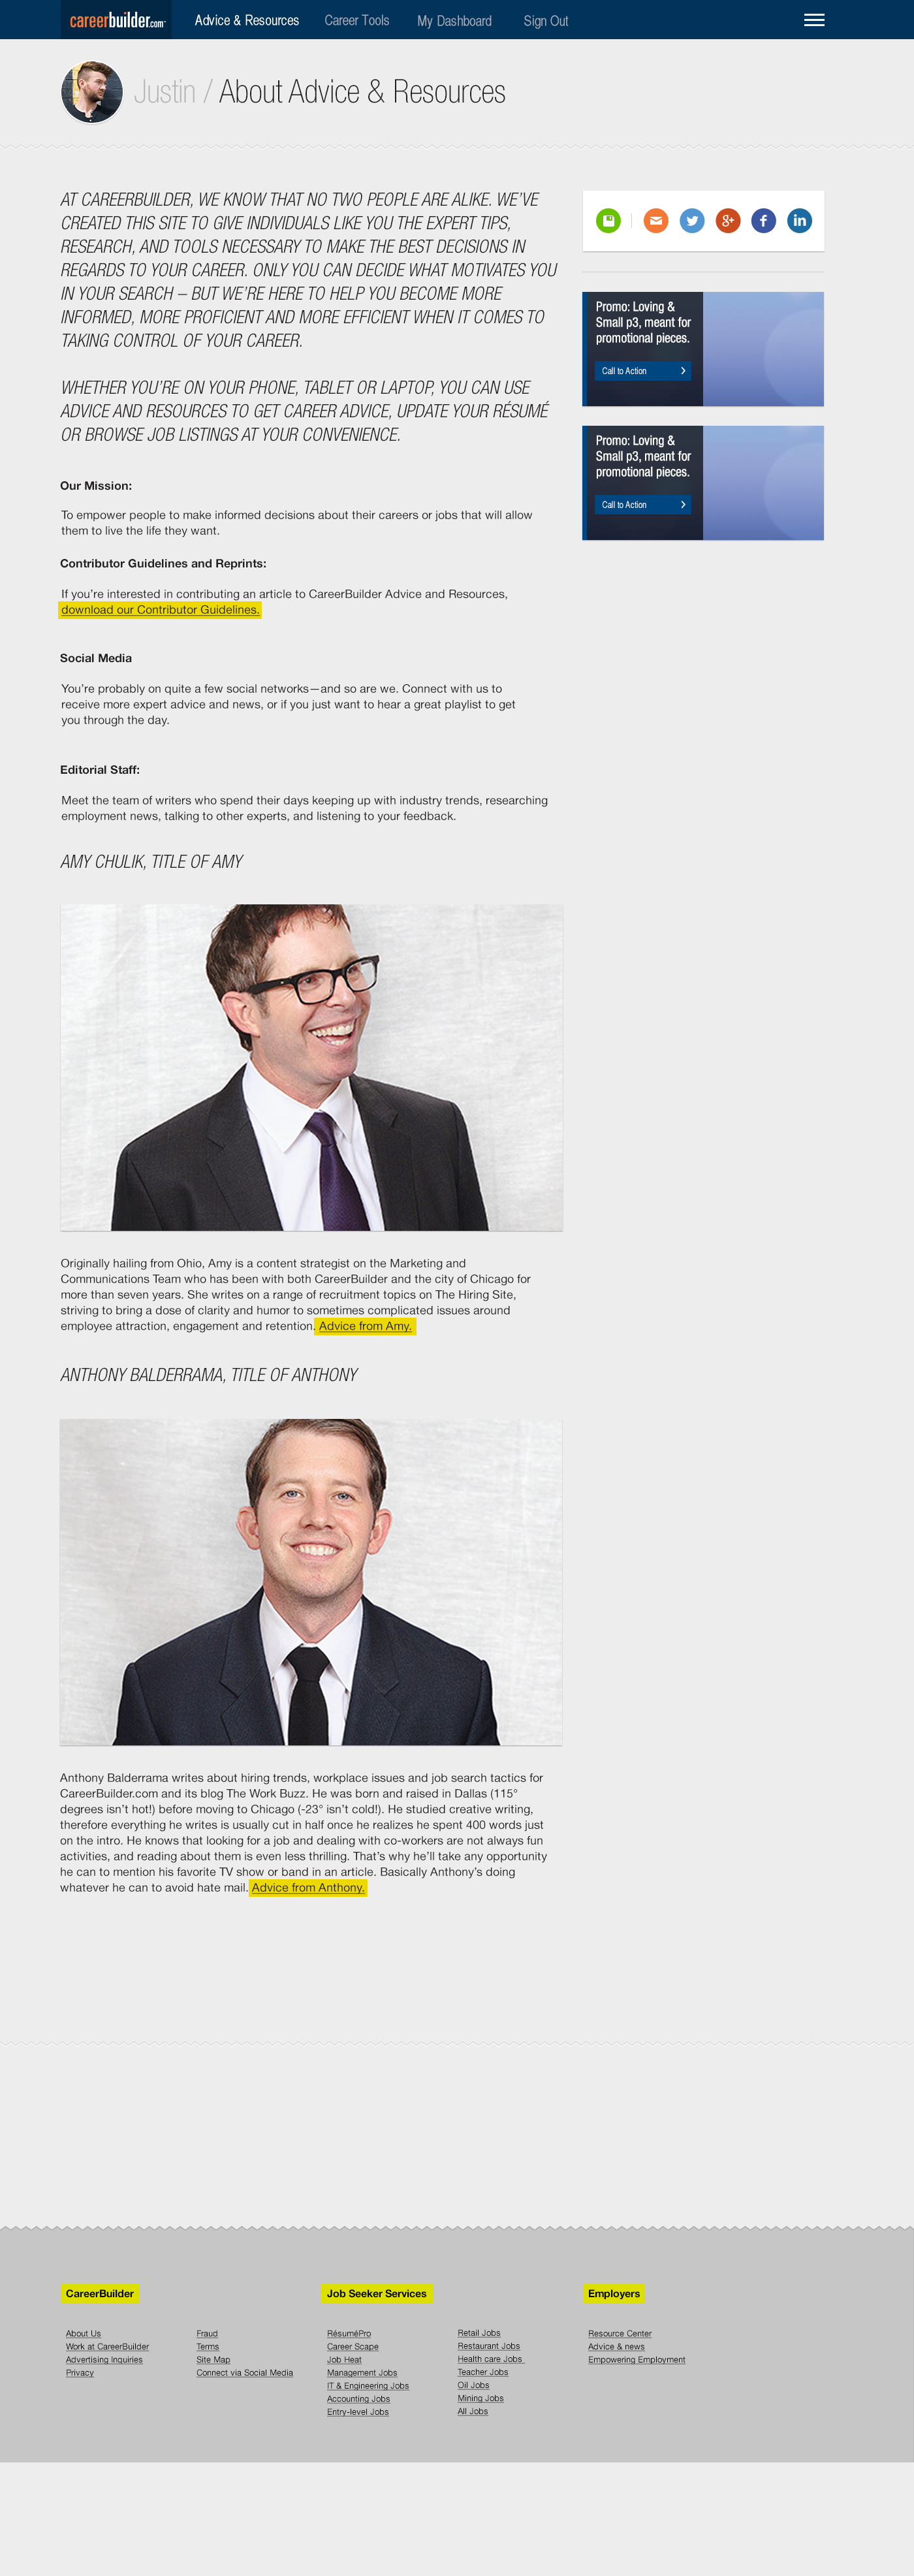 careerbuilder.com
Advice & Resources
Career Tools
My Dashboard
Sign Out
Justin / About Advice & Resources
AT CAREERBUILDER, WE KNOW THAT NO TWO PEOPLE ARE ALIKE. WE'VE
CREATED THIS SITE TO GIVE INDIVIDUALS LIKE YOU THE EXPERT TIPS,
RESEARCH, AND TOOLS NECESSARY TO MAKE THE BEST DECISIONS IN
REGARDS TO YOUR CAREER. ONLY YOU CAN DECIDE WHAT MOTIVATES YOU
IN YOUR SEARCH – BUT WE'RE HERE TO HELP YOU BECOME MORE
INFORMED, MORE PROFICIENT AND MORE EFFICIENT WHEN IT COMES TO
TAKING CONTROL OF YOUR CAREER.
WHETHER YOU'RE ON YOUR PHONE, TABLET OR LAPTOP, YOU CAN USE
ADVICE AND RESOURCES TO GET CAREER ADVICE, UPDATE YOUR RÉSUMÉ
OR BROWSE JOB LISTINGS AT YOUR CONVENIENCE.
Our Mission:
To empower people to make informed decisions about their careers or jobs that will allow
them to live the life they want.
Contributor Guidelines and Reprints:
If you're interested in contributing an article to CareerBuilder Advice and Resources,
download our Contributor Guidelines.
Social Media
You're probably on quite a few social networks—and so are we. Connect with us to
receive more expert advice and news, or if you just want to hear a great playlist to get
you through the day.
Editorial Staff:
Meet the team of writers who spend their days keeping up with industry trends, researching
employment news, talking to other experts, and listening to your feedback.
AMY CHULIK, TITLE OF AMY
Originally hailing from Ohio, Amy is a content strategist on the Marketing and
Communications Team who has been with both CareerBuilder and the city of Chicago for
more than seven years. She writes on a range of recruitment topics on The Hiring Site,
striving to bring a dose of clarity and humor to sometimes complicated issues around
employee attraction, engagement and retention. Advice from Amy.
ANTHONY BALDERRAMA, TITLE OF ANTHONY
Anthony Balderrama writes about hiring trends, workplace issues and job search tactics for
CareerBuilder.com and its blog The Work Buzz. He was born and raised in Dallas (115°
degrees isn't hot!) before moving to Chicago (-23° isn't cold!). He studied creative writing,
therefore everything he writes is usually cut in half once he realizes he spent 400 words just
on the intro. He knows that looking for a job and dealing with co-workers are not always fun
activities, and reading about them is even less thrilling. That's why he'll take any opportunity
he can to mention his favorite TV show or band in an article. Basically Anthony's doing
whatever he can to avoid hate mail. Advice from Anthony.
g+
f
in
Promo: Loving &
Small p3, meant for
promotional pieces.
Call to Action
Promo: Loving &
Small p3, meant for
promotional pieces.
Call to Action
CareerBuilder
About Us
Work at CareerBuilder
Advertising Inquiries
Privacy
Fraud
Terms
Site Map
Connect via Social Media
Job Seeker Services
RésuméPro
Career Scape
Job Heat
Management Jobs
IT & Engineering Jobs
Accounting Jobs
Entry-level Jobs
Retail Jobs
Restaurant Jobs
Health care Jobs
Teacher Jobs
Oil Jobs
Mining Jobs
All Jobs
Employers
Resource Center
Advice & news
Empowering Employment